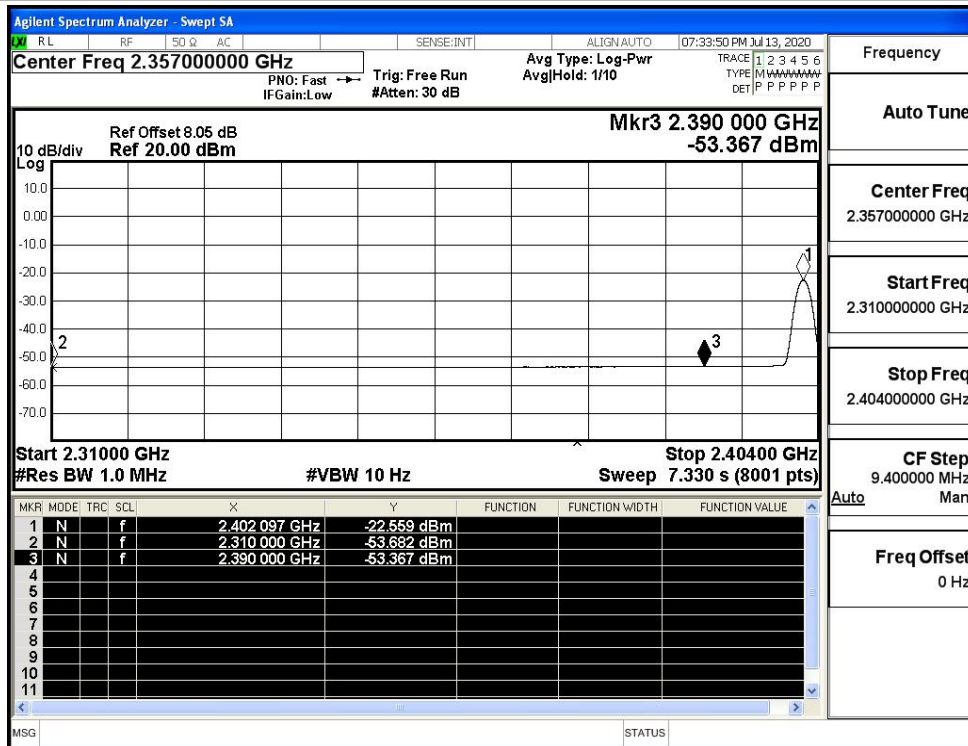 Agilent Spectrum Analyzer - Swept SA
LXI RL RF 50 Ω AC SENSE:INT ALIGN AUTO 07:33:50 PM Jul 13, 2020
Center Freq 2.357000000 GHz
PNO: Fast
IFGain:Low
Trig: Free Run
#Atten: 30 dB
Avg Type: Log-Pwr
Avg|Hold: 1/10
TRACE 1 2 3 4 5 6
TYPE M W W W W W
DET P P P P P P
Mkr3 2.390 000 GHz
-53.367 dBm
Ref Offset 8.05 dB
10 dB/div Ref 20.00 dBm
Log
10.0
0.00
-10.0
-20.0
-30.0
-40.0
-50.0
-60.0
-70.0
1
2
3
Start 2.31000 GHz Stop 2.40400 GHz
#Res BW 1.0 MHz #VBW 10 Hz Sweep 7.330 s (8001 pts)
MKR MODE TRC SCL X Y FUNCTION FUNCTION WIDTH FUNCTION VALUE
1 N f 2.402 097 GHz -22.559 dBm
2 N f 2.310 000 GHz -53.682 dBm
3 N f 2.390 000 GHz -53.367 dBm
4
5
6
7
8
9
10
11
MSG STATUS
Frequency
Auto Tune
Center Freq
2.357000000 GHz
Start Freq
2.310000000 GHz
Stop Freq
2.404000000 GHz
CF Step
9.400000 MHz
Auto Man
Freq Offset
0 Hz